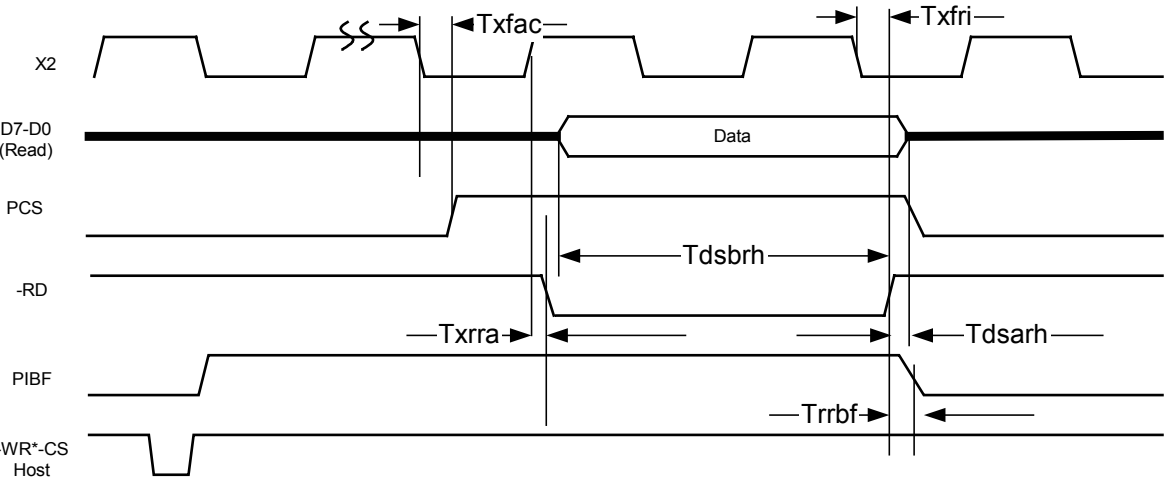 Txfac
Txfri
X2
D7-D0
(Read)
Data
PCS
Tdsbrh
-RD
Txrra
Tdsarh
PIBF
Trrbf
-WR*-CS
Host